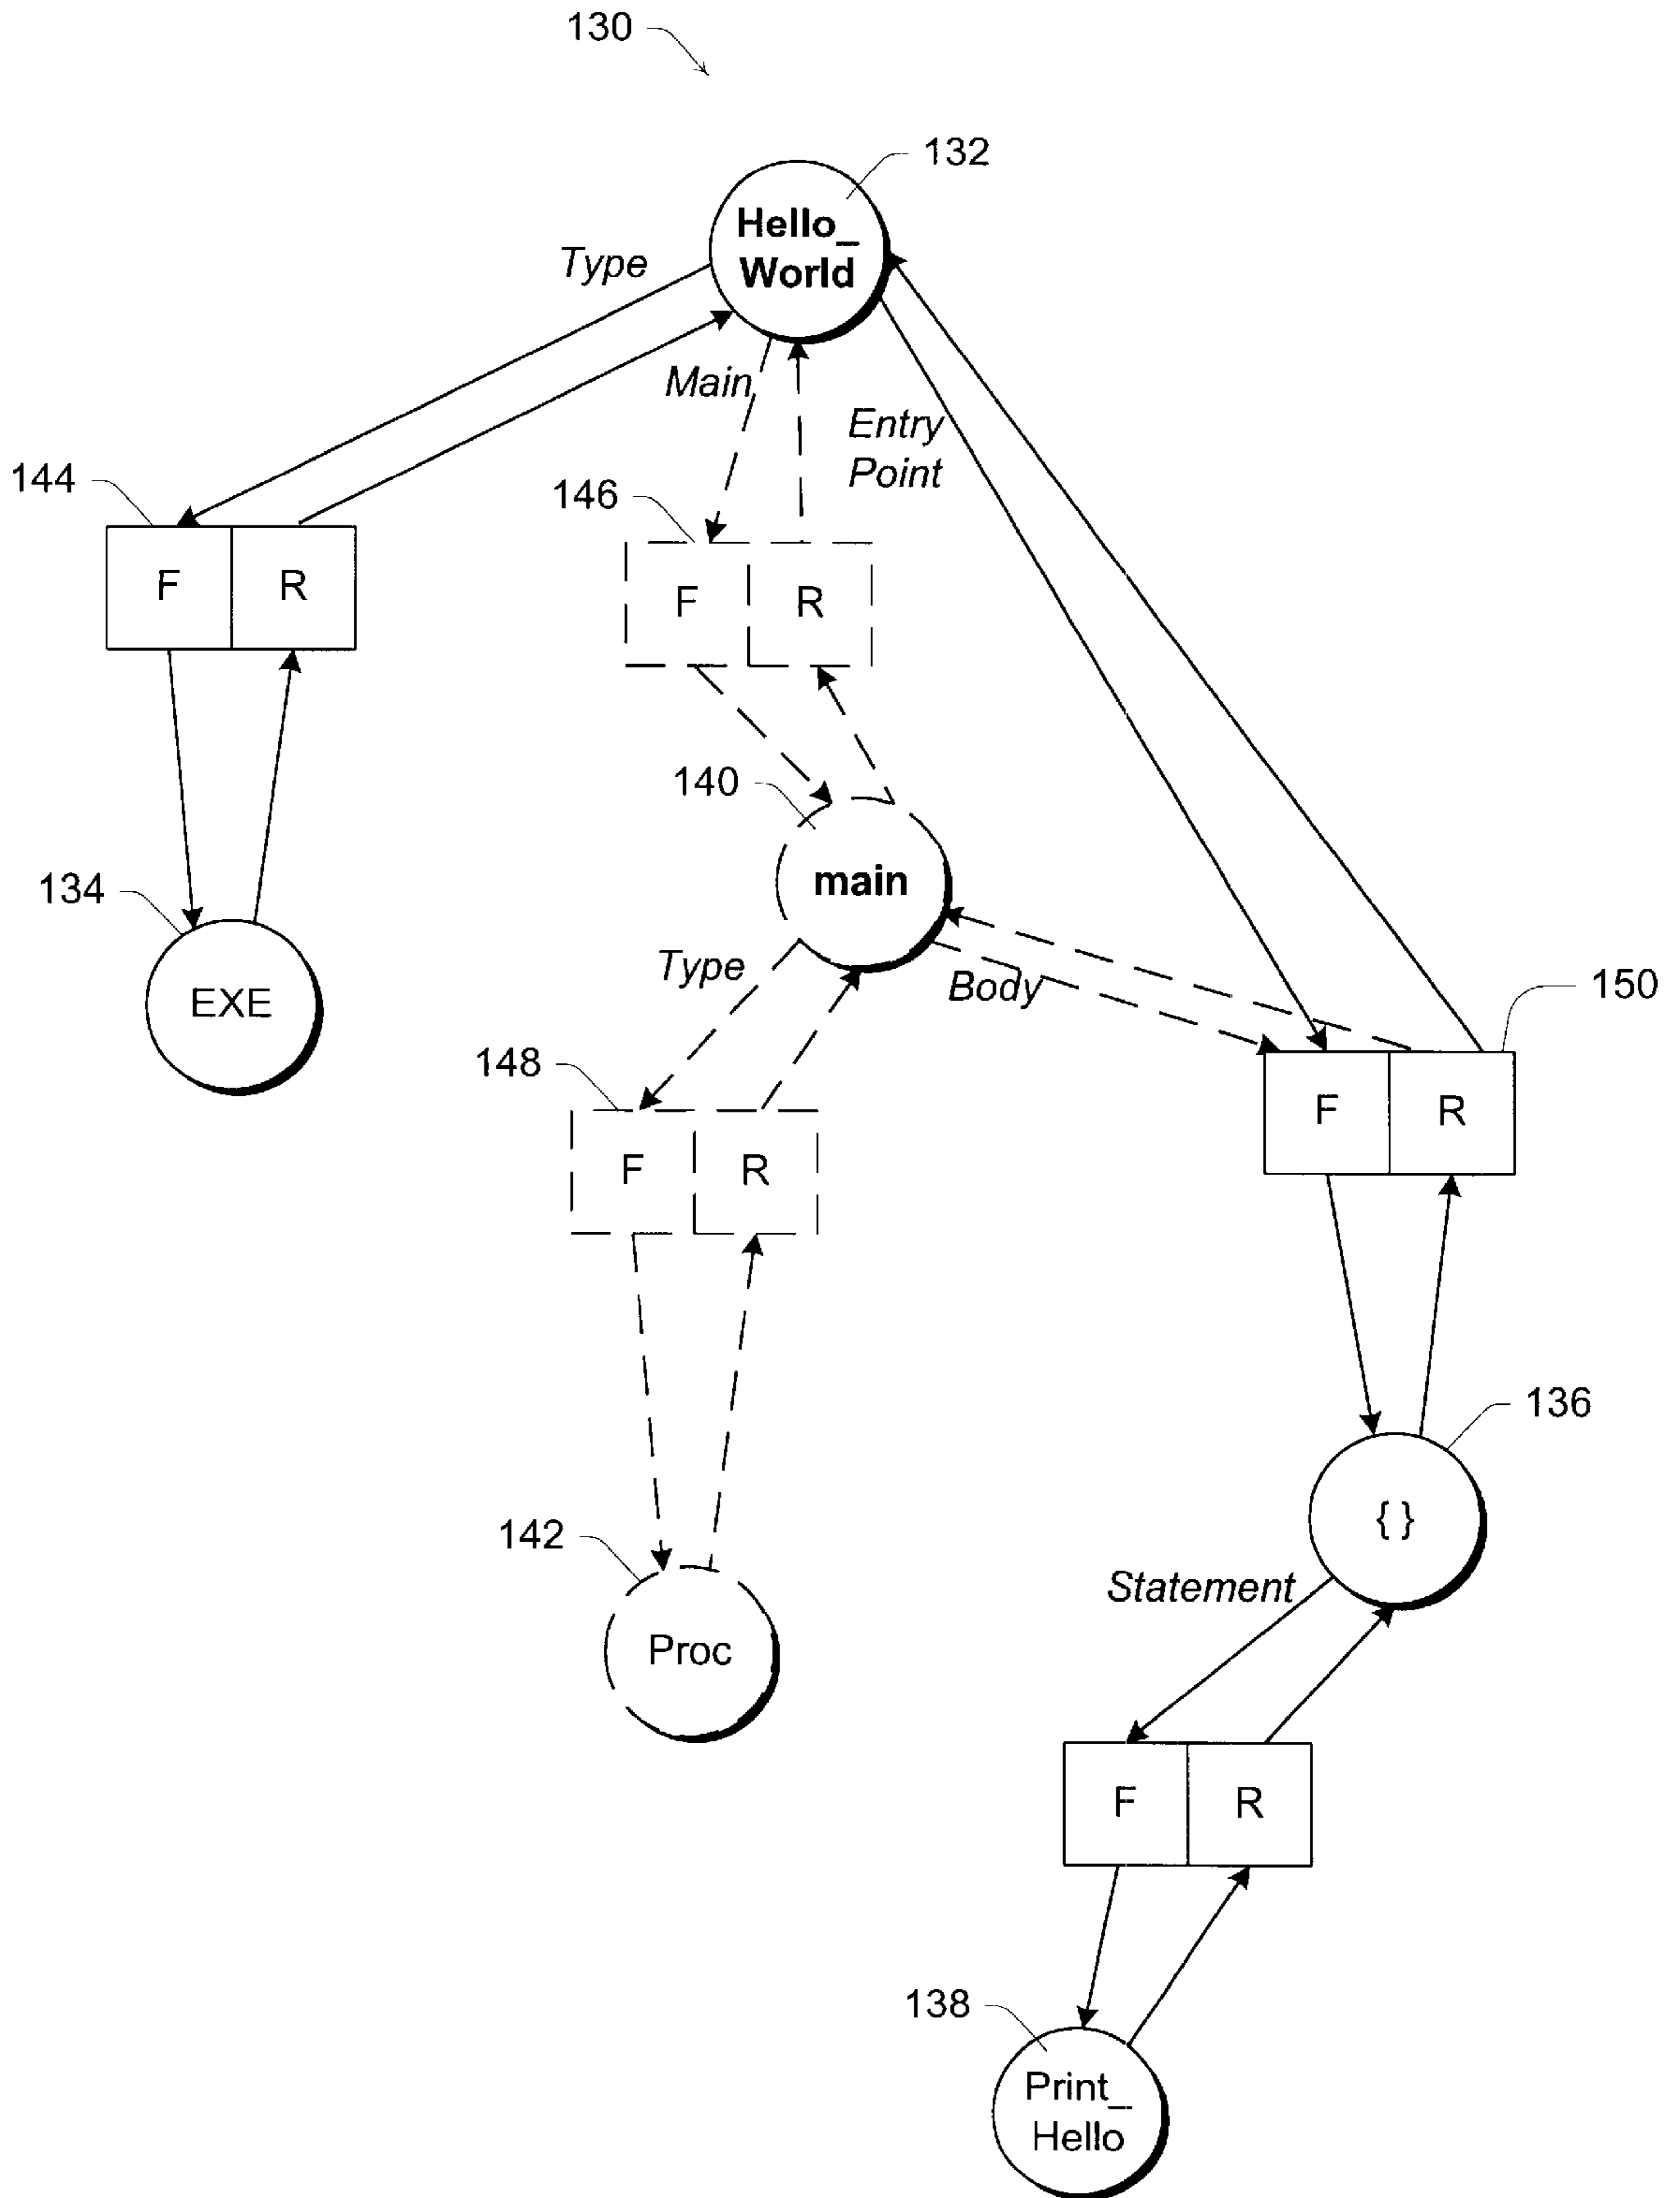 130
132
Hello_
World
Type
Main
Entry
Point
144
146
F R
F R
140
main
134
EXE
Type
Body
150
148
F R
F R
136
{ }
142
Proc
Statement
F R
138
Print_
Hello